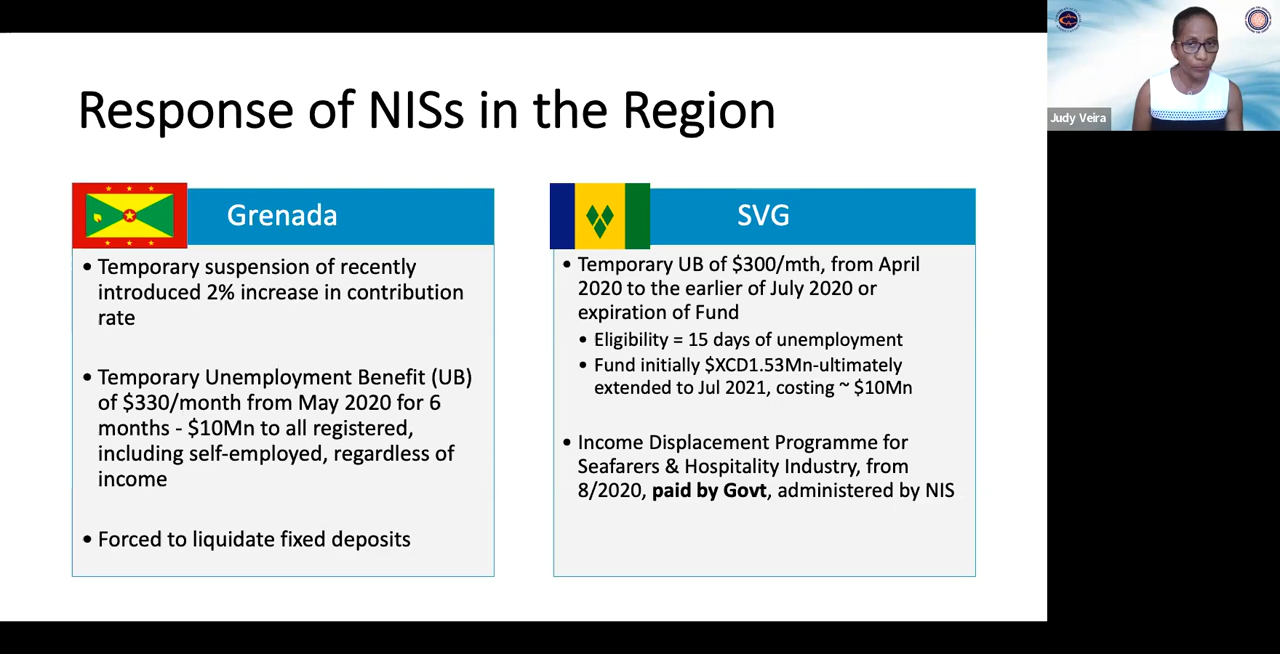 Response of NISs in the Region
Grenada
• Temporary suspension of recently
introduced 2% increase in contribution
rate
• Temporary Unemployment Benefit (UB)
of $330/month from May 2020 for 6
months - $10Mn to all registered,
including self-employed, regardless of
income
• Forced to liquidate fixed deposits
SVG
• Temporary UB of $300/mth, from April
2020 to the earlier of July 2020 or
expiration of Fund
• Eligibility = 15 days of unemployment
• Fund initially $XCD1.53Mn-ultimately
extended to Jul 2021, costing ~ $10Mn
• Income Displacement Programme for
Seafarers & Hospitality Industry, from
8/2020, paid by Govt, administered by NIS
Judy Veira